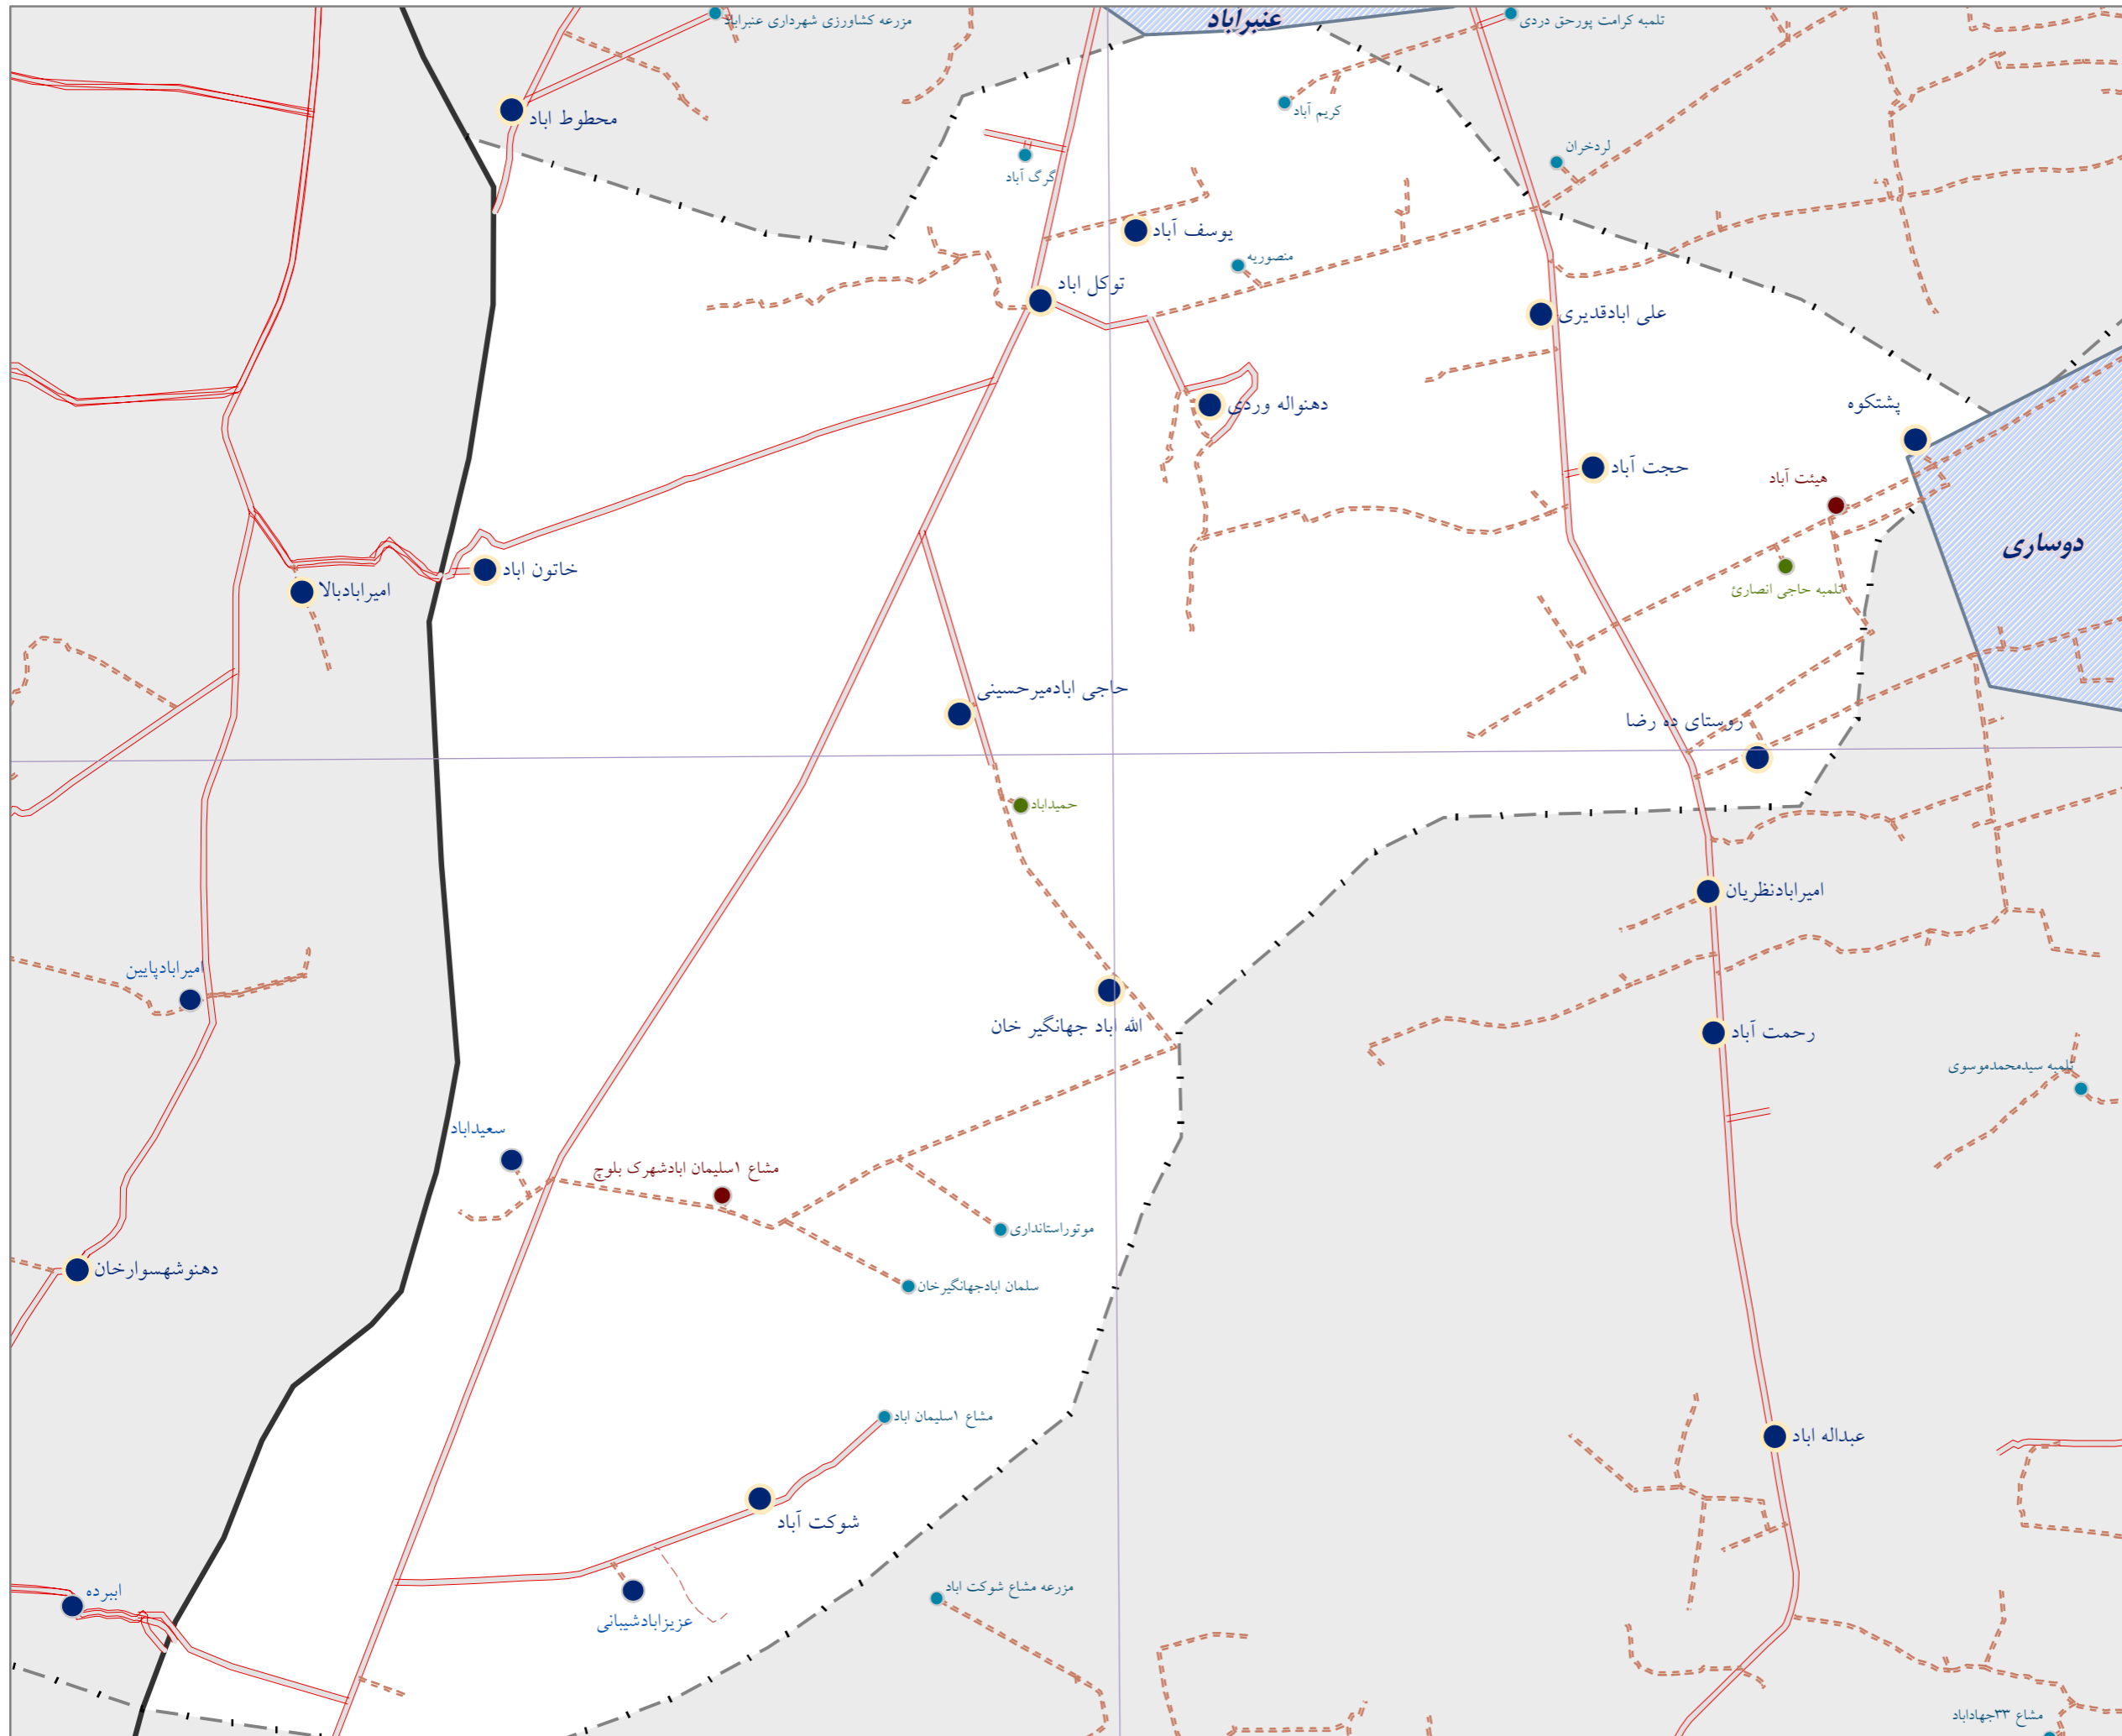 عنبراباد
مزرعه کشاورزی شهرداری عنبراباد
تلمبه کرامت پورحق دردی
محطوط اباد
کریم آباد
لردخران
گرگ آباد
یوسف آباد
منصوریه
توکل اباد
علی ابادقدیری
دهنواله وردی
پشتکوه
حجت آباد
هیئت آباد
دوساری
خاتون اباد
امیرابادبالا
تلمبه حاجی انصارئ
حاجی ابادمیرحسینی
روستای ده رضا
حمیداباد
امیرابادنظریان
امیرابادپایین
الله اباد جهانگیر خان
رحمت آباد
تلمبه سیدمحمدموسوی
سعیداباد
مشاع ۱سلیمان ابادشهرک بلوچ
موتوراستانداری
دهنوشهسوارخان
سلمان ابادجهانگیرخان
مشاع ۱سلیمان اباد
عبداله اباد
شوکت آباد
ابیرده
مزرعه مشاع شوکت اباد
عزیزابادشیبانی
مشاع ۳۳جهاداباد